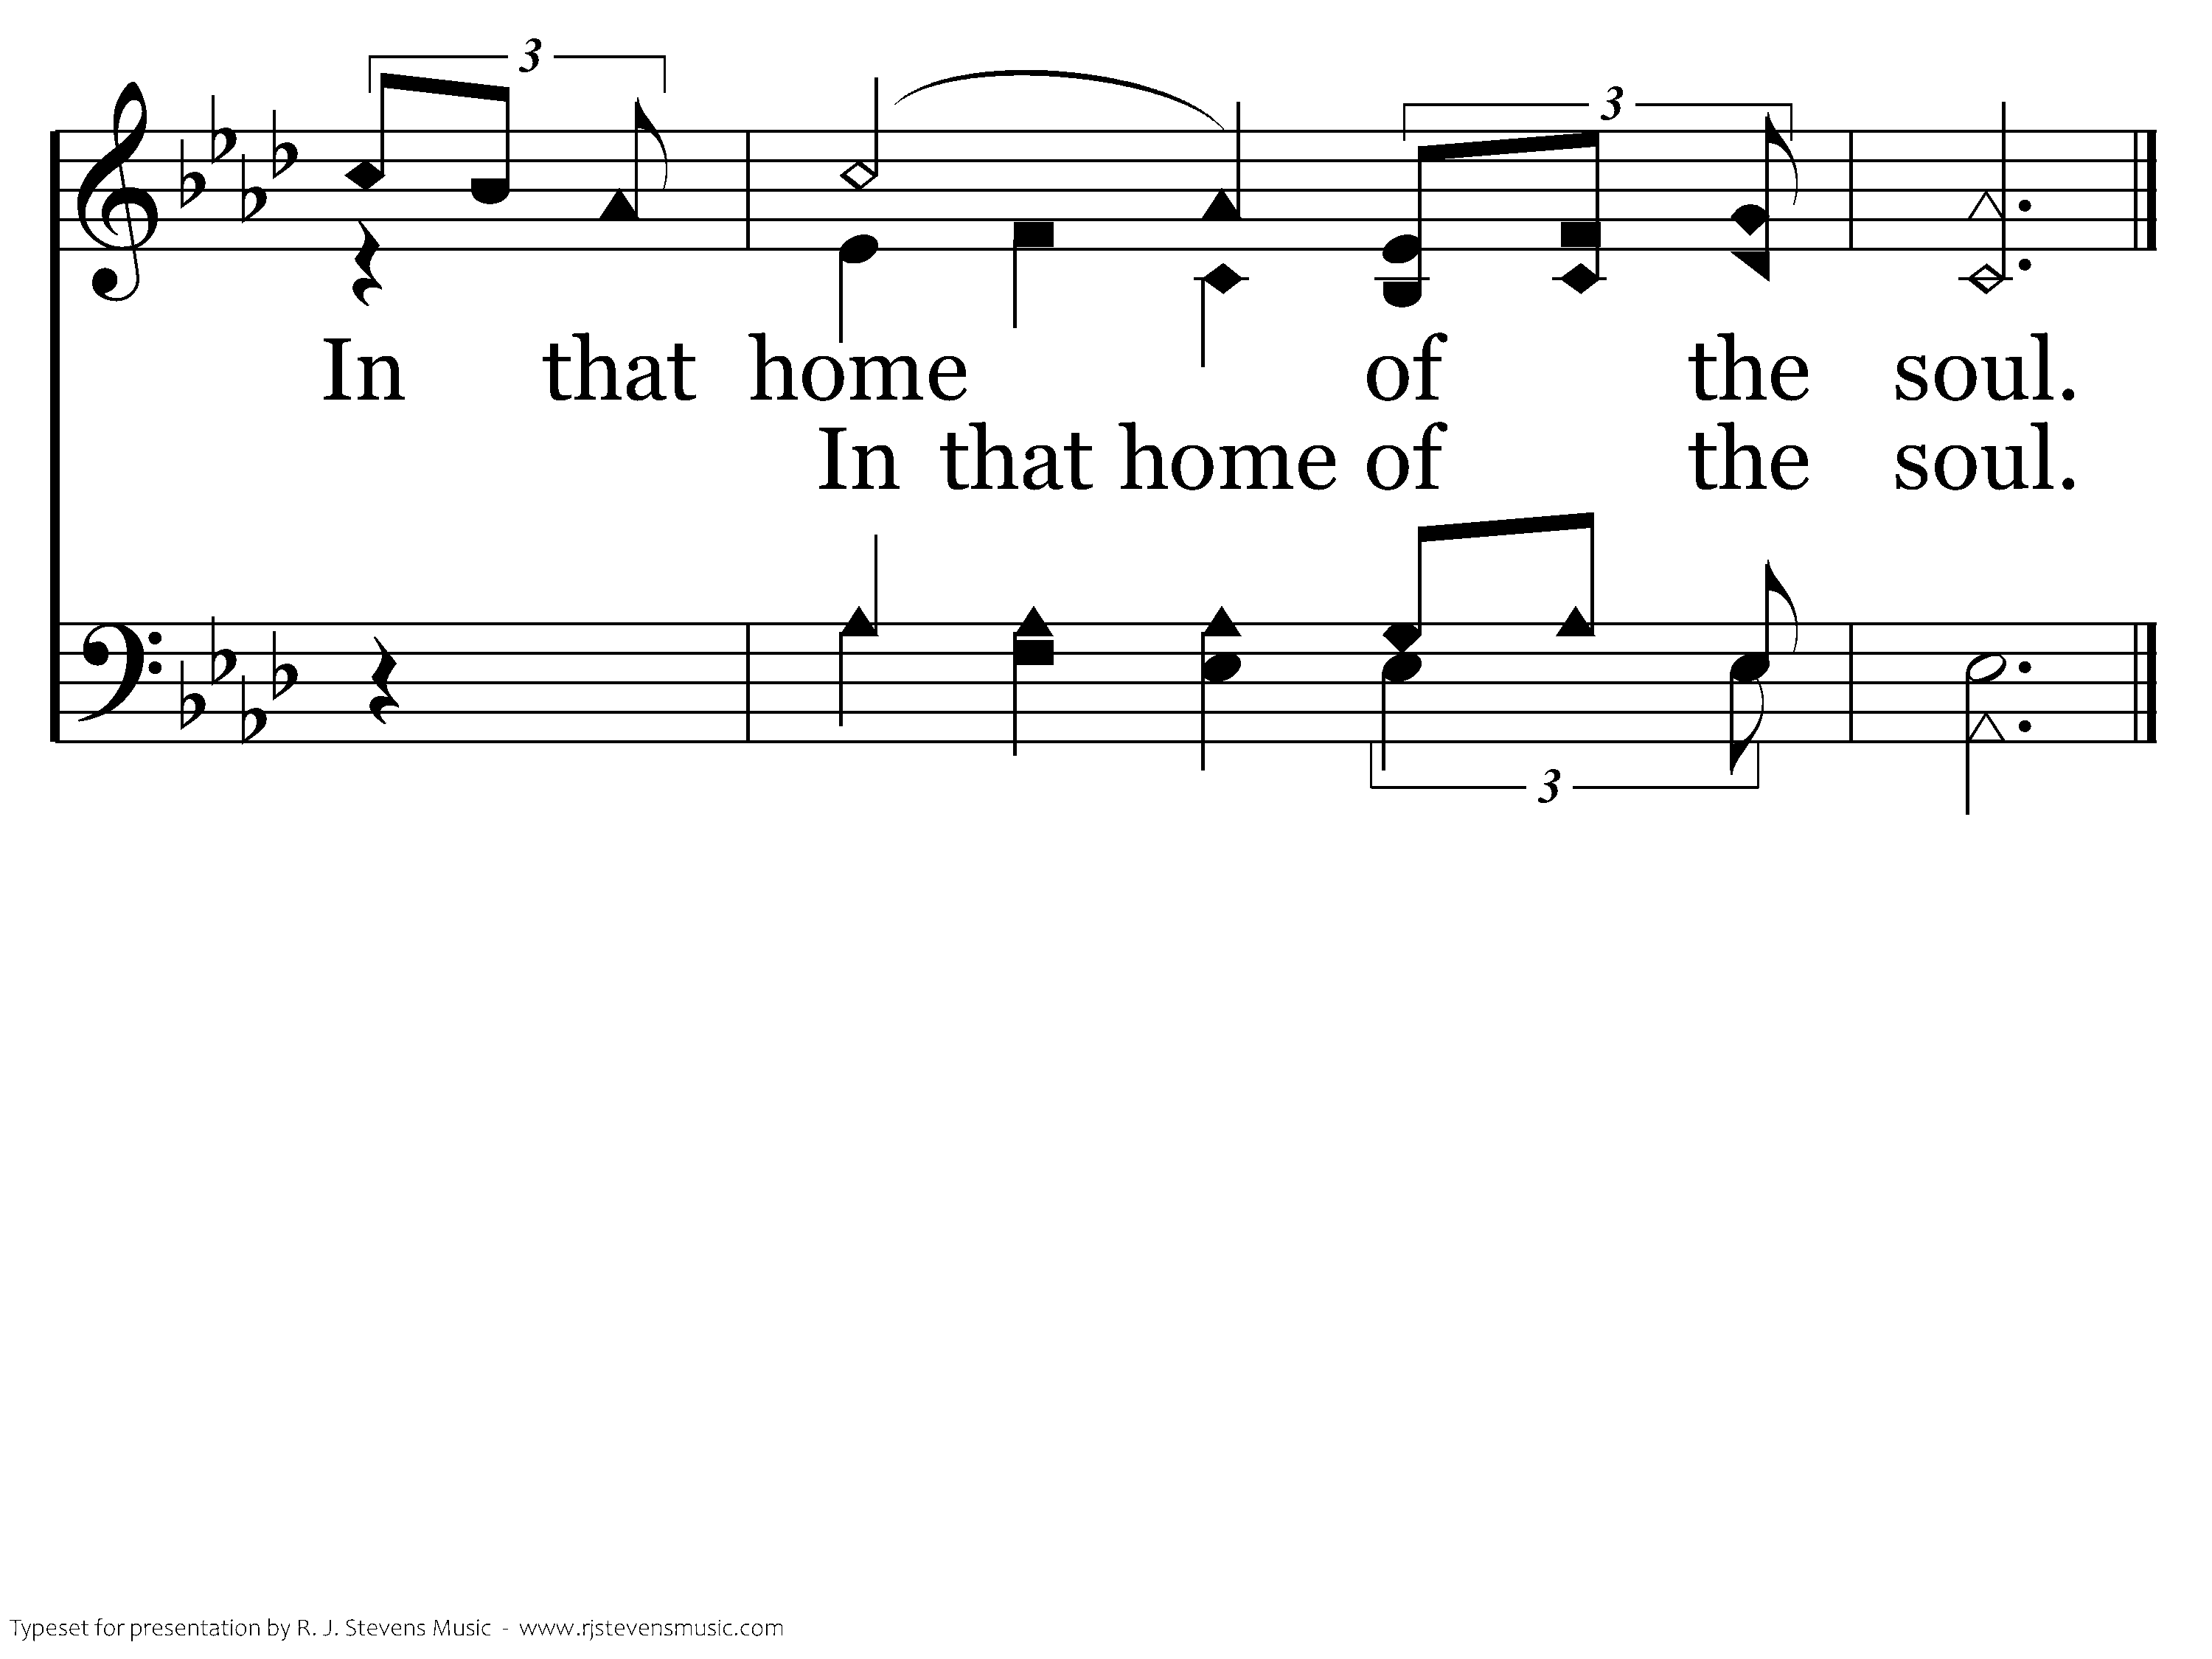 3
3
In that home of the soul.
In that home of the soul.
3
Typeset for presentation by R. J. Stevens Music - www.rjstevensmusic.com